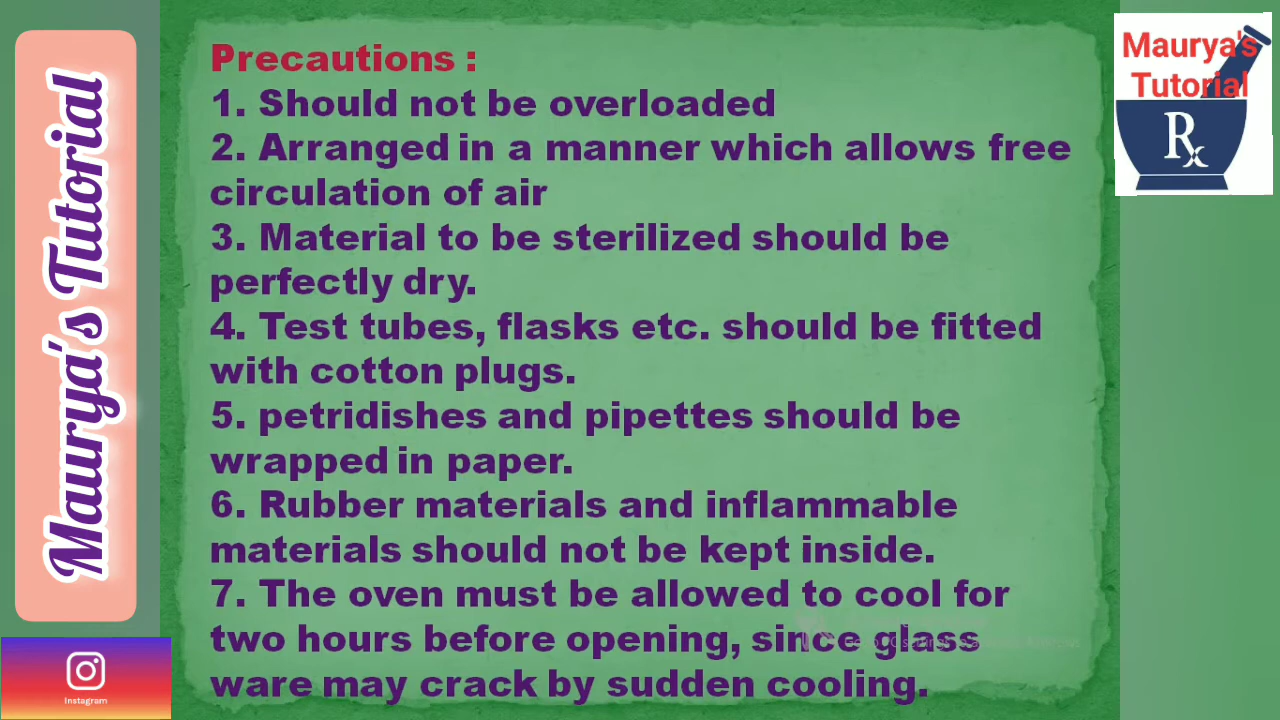 Maurya's Tutorial
Instagram
Precautions :
1. Should not be overloaded
2. Arranged in a manner which allows free
circulation of air
3. Material to be sterilized should be
perfectly dry.
4. Test tubes, flasks etc. should be fitted
with cotton plugs.
5. petridishes and pipettes should be
wrapped in paper.
6. Rubber materials and inflammable
materials should not be kept inside.
7. The oven must be allowed to cool for
two hours before opening, since glass
ware may crack by sudden cooling.
Maurya's
Tutorial
Rx